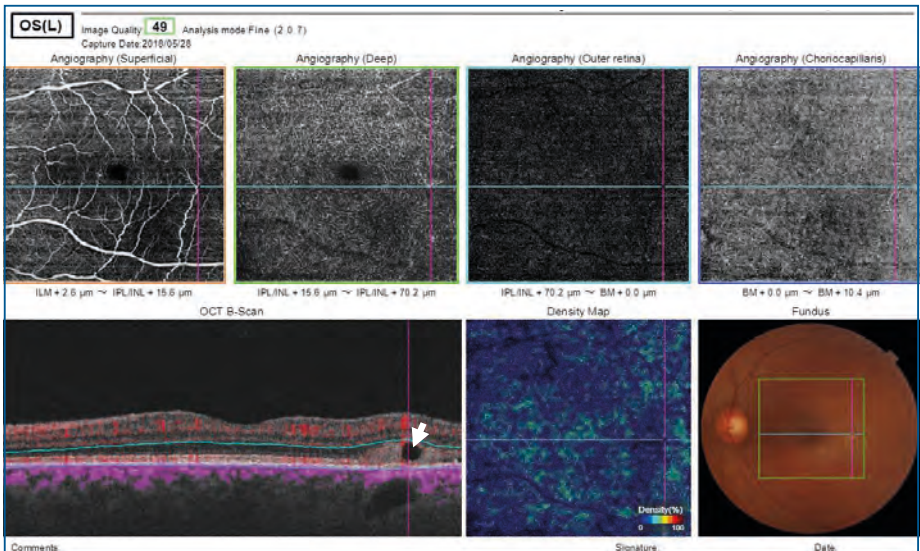 OS(L) Image Quality: 49 Analysis mode:Fine (2.0.7)
Capture Date:2018/05/28
Angiography (Superficial) Angiography (Deep) Angiography (Outer retina) Angiography (Choriocapillaris)
ILM + 2.6 μm ~ IPL/INL + 15.6 μm IPL/INL + 15.6 μm ~ IPL/INL + 70.2 μm IPL/INL + 70.2 μm ~ BM + 0.0 μm BM + 0.0 μm ~ BM + 10.4 μm
OCT B-Scan Density Map Fundus
Density(%)
0 100
Comments: Signature: Date: